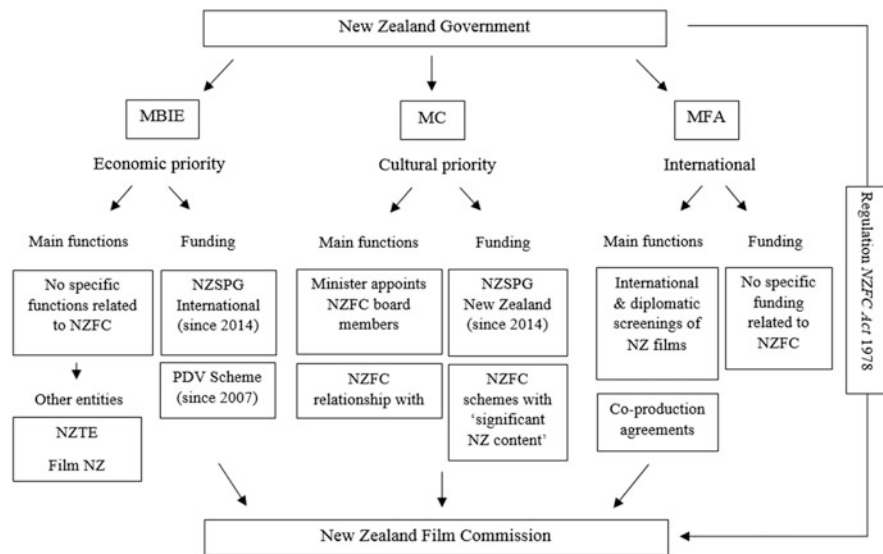 New Zealand Government
MBIE
MC
MFA
Economic priority
Cultural priority
International
Main functions
Funding
Main functions
Funding
Main functions
Funding
No specific
functions related
to NZFC
NZSPG
International
(since 2014)
Minister appoints
NZFC board
members
NZSPG
New Zealand
(since 2014)
International
& diplomatic
screenings of
NZ films
No specific
funding
related to
NZFC
Regulation NZFC Act 1978
Other entities
NZTE
Film NZ
PDV Scheme
(since 2007)
NZFC
relationship with
NZFC
schemes with
‘significant
NZ content’
Co-production
agreements
New Zealand Film Commission